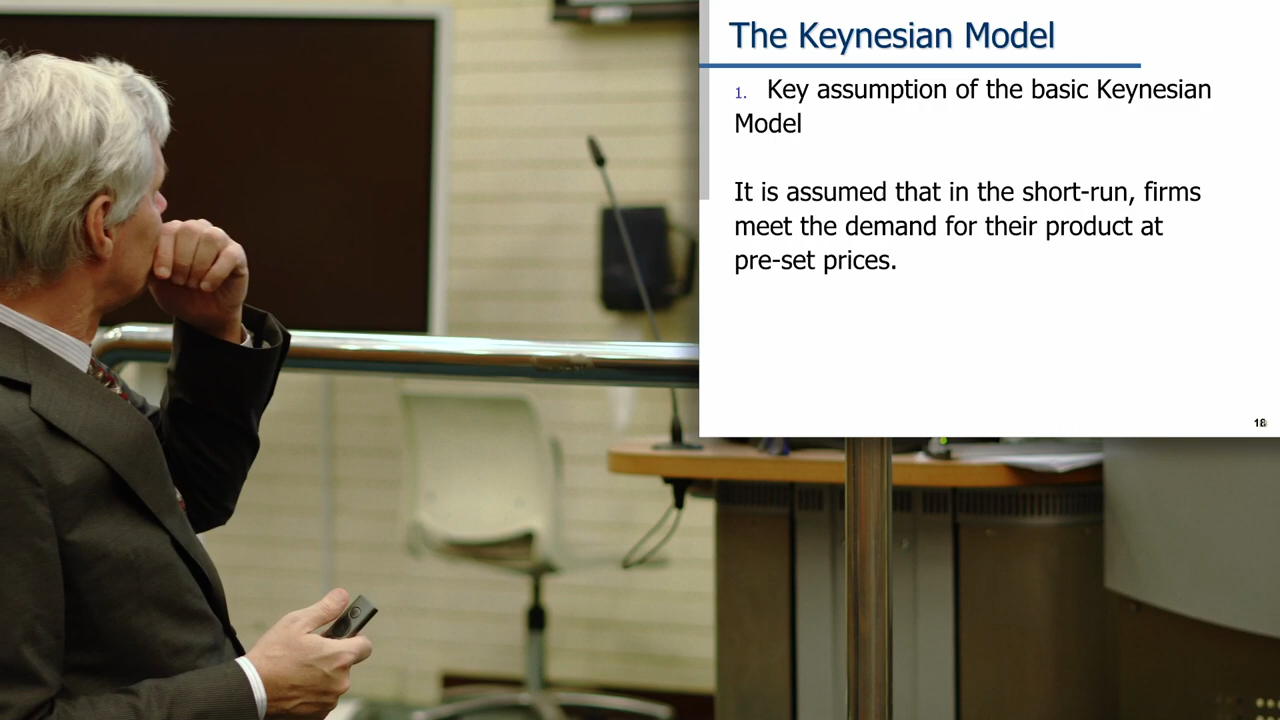 The Keynesian Model
1. Key assumption of the basic Keynesian
Model
It is assumed that in the short-run, firms
meet the demand for their product at
pre-set prices.
18